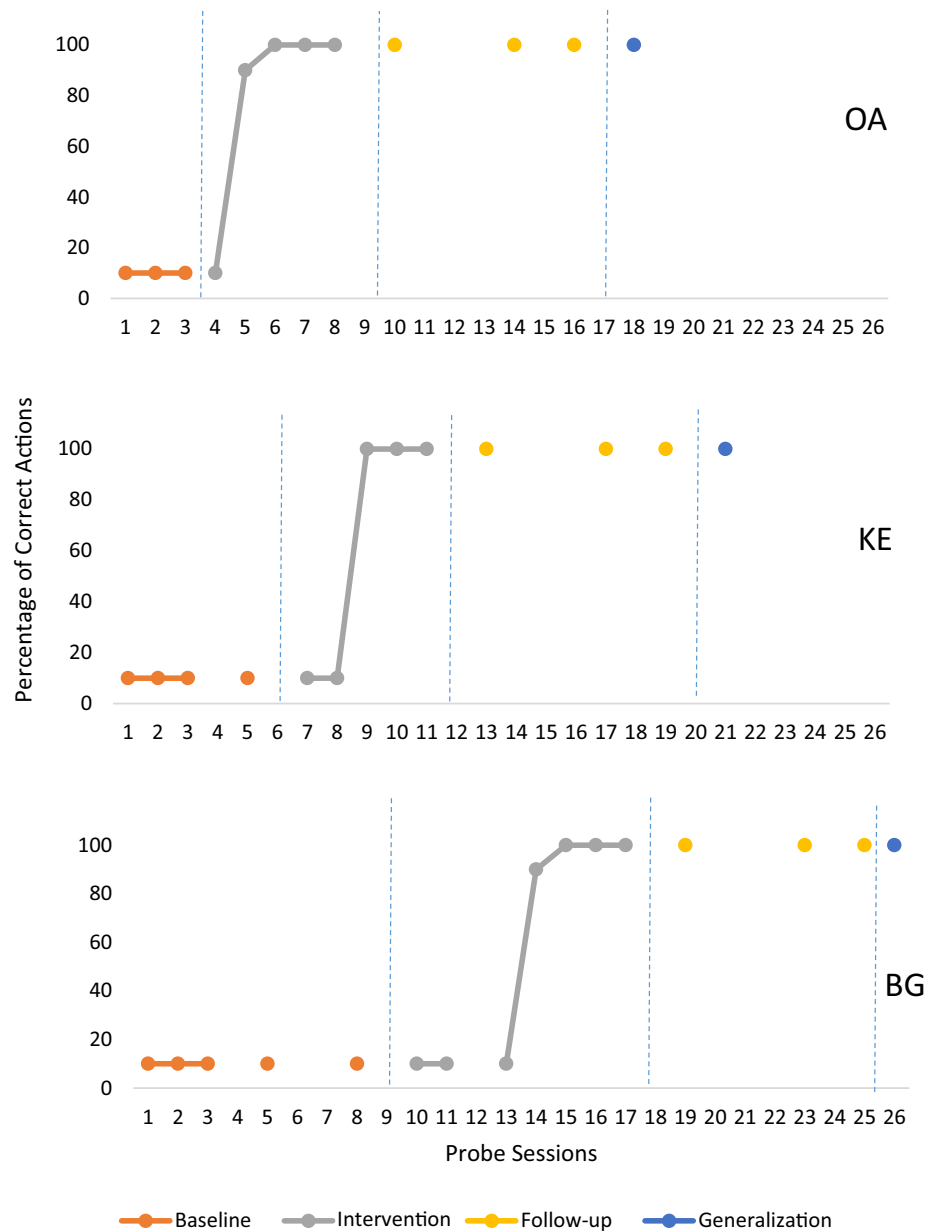 100
80
60
40
20
0
OA
1 2 3 4 5 6 7 8 9 10 11 12 13 14 15 16 17 18 19 20 21 22 23 24 25 26
Percentage of Correct Actions
100
80
60
40
20
0
KE
1 2 3 4 5 6 7 8 9 10 11 12 13 14 15 16 17 18 19 20 21 22 23 24 25 26
100
80
60
40
20
0
BG
1 2 3 4 5 6 7 8 9 10 11 12 13 14 15 16 17 18 19 20 21 22 23 24 25 26
Probe Sessions
Baseline Intervention Follow-up Generalization